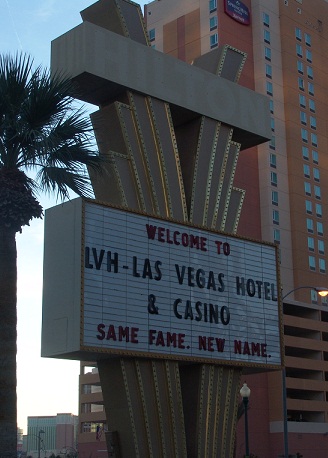 WELCOME TO
LVH-LAS VEGAS HOTEL
& CASINO
SAME FAME. NEW NAME.